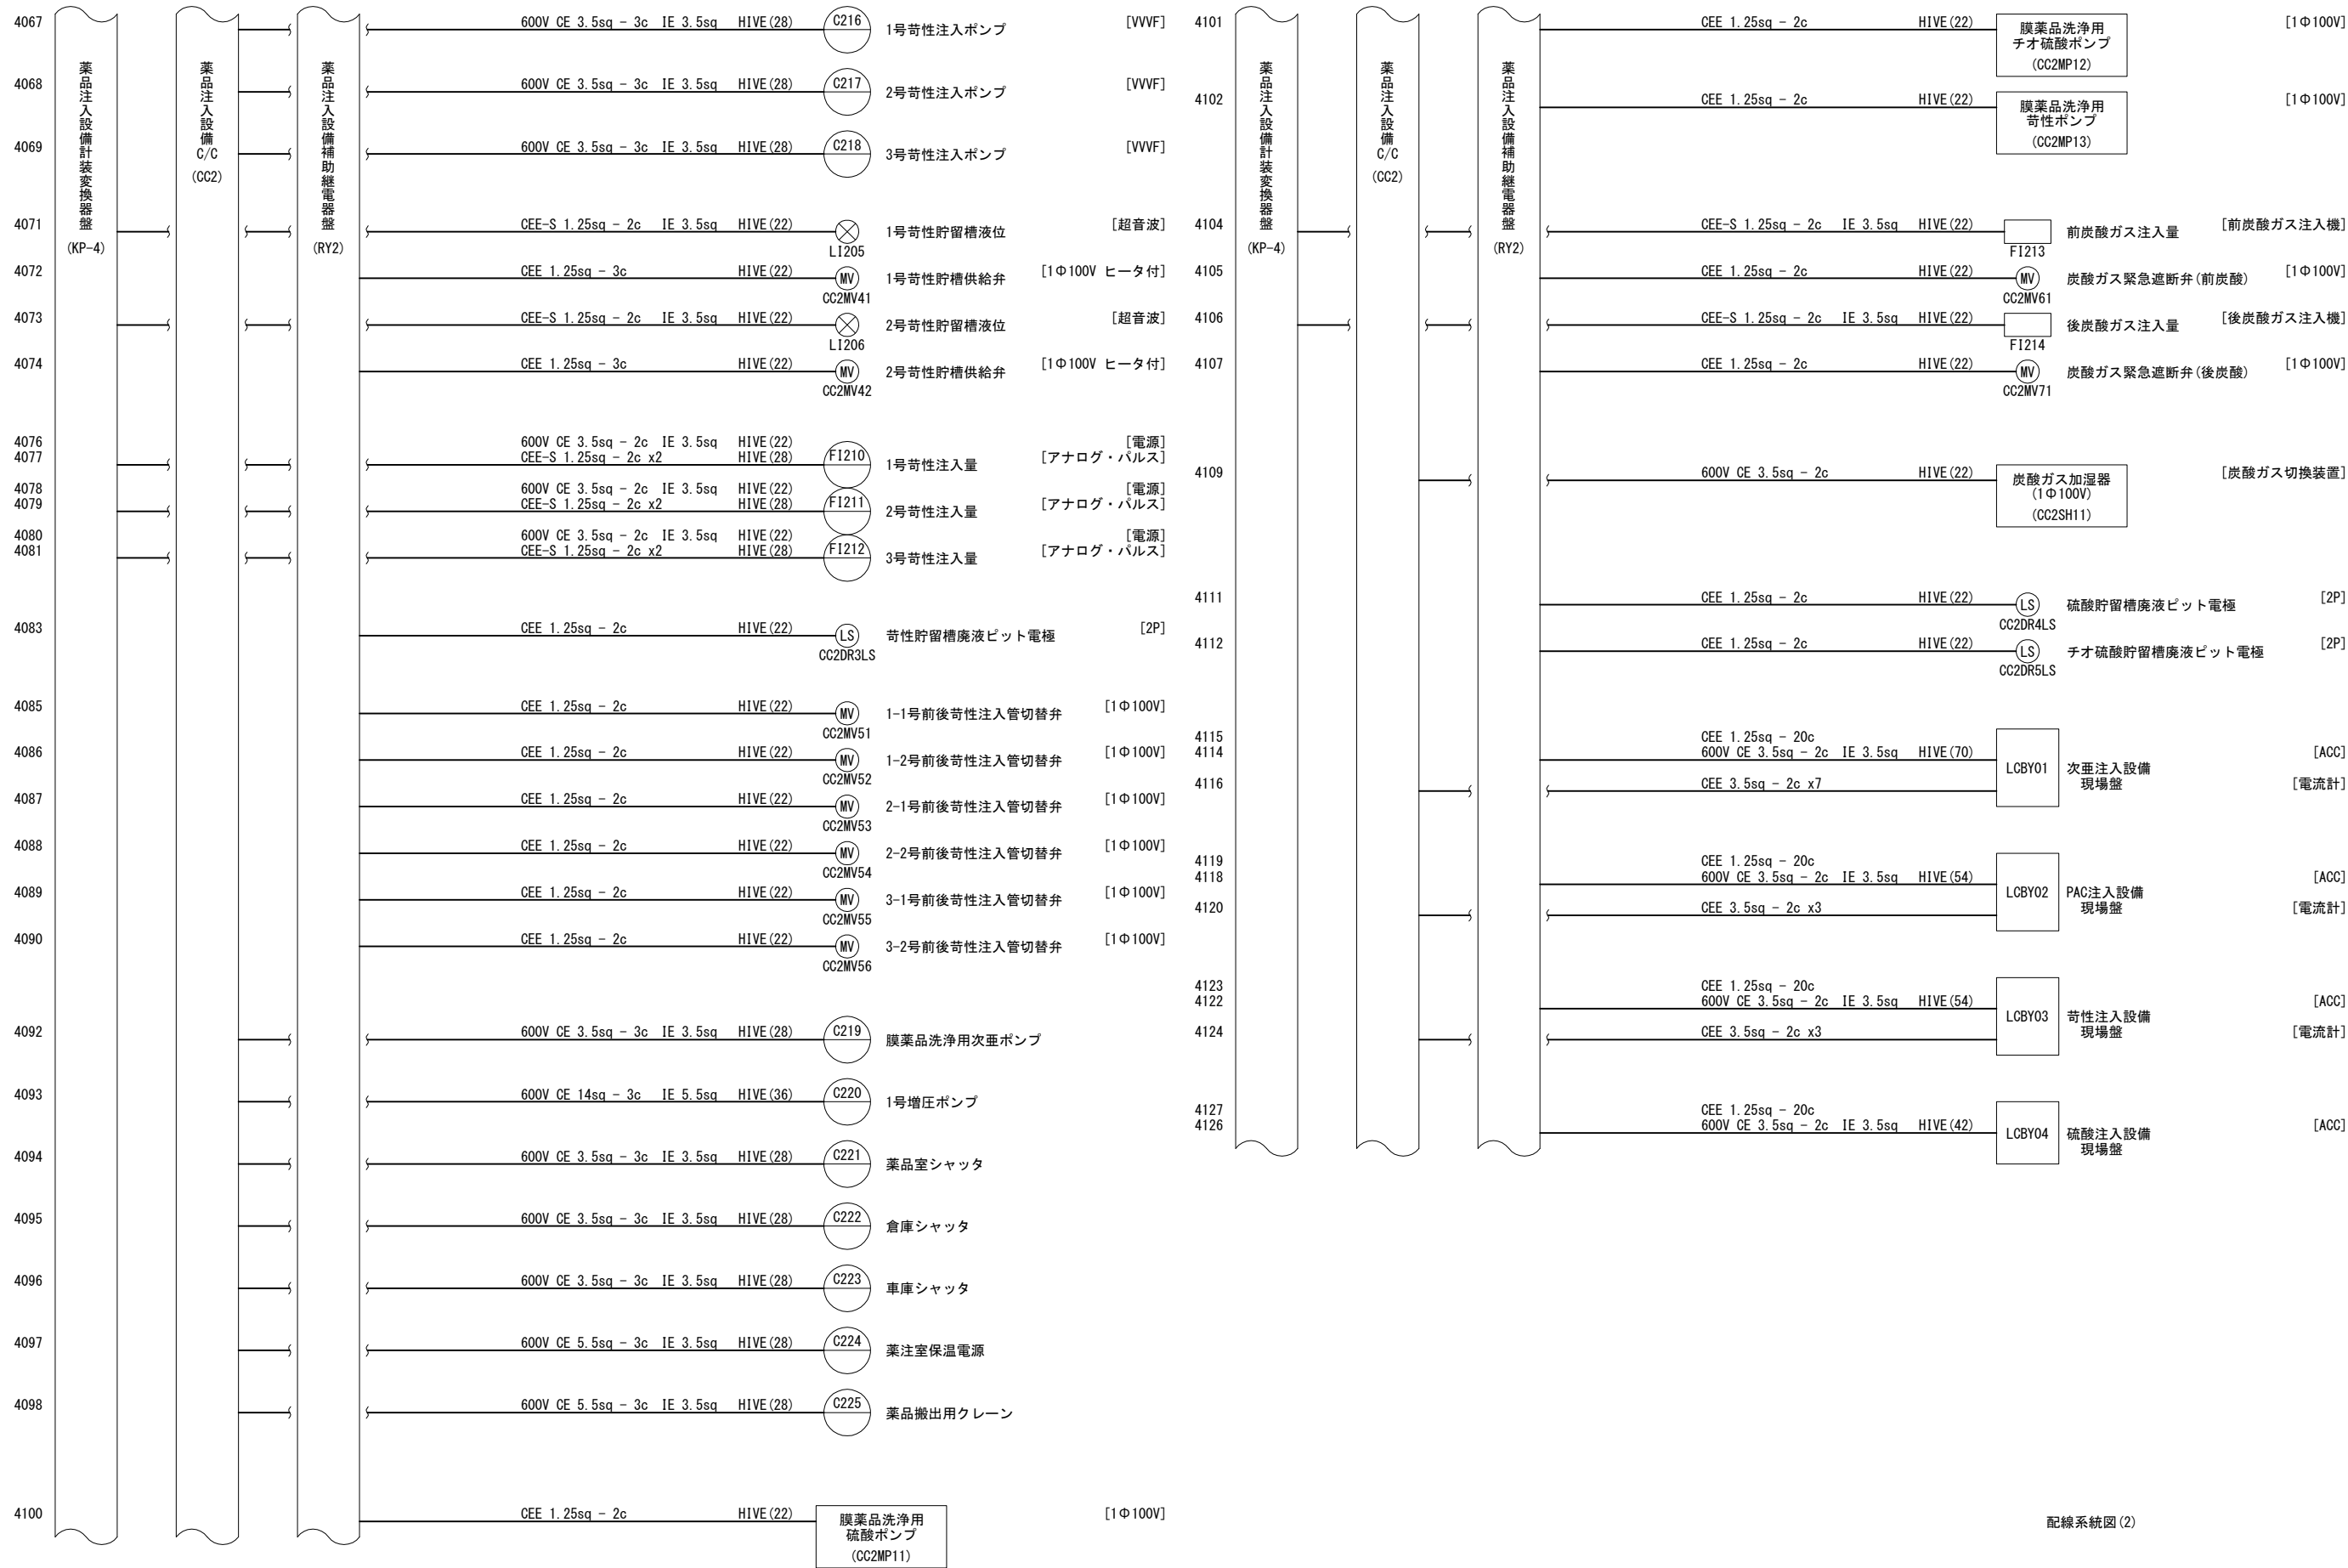 薬品注入設備計装変換器盤
(KP-4)
薬品注入設備
C/C
(CC2)
薬品注入設備補助継電器盤
(RY2)
4067 600V CE 3.5sq - 3c IE 3.5sq HIVE(28) C216 1号苛性注入ポンプ [VVVF]
4068 600V CE 3.5sq - 3c IE 3.5sq HIVE(28) C217 2号苛性注入ポンプ [VVVF]
4069 600V CE 3.5sq - 3c IE 3.5sq HIVE(28) C218 3号苛性注入ポンプ [VVVF]
4071 CEE-S 1.25sq - 2c IE 3.5sq HIVE(22) 1号苛性貯留槽液位 [超音波]
LI205
4072 CEE 1.25sq - 3c HIVE(22) MV 1号苛性貯槽供給弁 [1Φ100V ヒータ付]
CC2MV41
4073 CEE-S 1.25sq - 2c IE 3.5sq HIVE(22) 2号苛性貯留槽液位 [超音波]
LI206
4074 CEE 1.25sq - 3c HIVE(22) MV 2号苛性貯槽供給弁 [1Φ100V ヒータ付]
CC2MV42
4076 600V CE 3.5sq - 2c IE 3.5sq HIVE(22) [電源]
4077 CEE-S 1.25sq - 2c x2 HIVE(28) FI210 1号苛性注入量 [アナログ・パルス]
4078 600V CE 3.5sq - 2c IE 3.5sq HIVE(22) [電源]
4079 CEE-S 1.25sq - 2c x2 HIVE(28) FI211 2号苛性注入量 [アナログ・パルス]
4080 600V CE 3.5sq - 2c IE 3.5sq HIVE(22) [電源]
4081 CEE-S 1.25sq - 2c x2 HIVE(28) FI212 3号苛性注入量 [アナログ・パルス]
4083 CEE 1.25sq - 2c HIVE(22) LS 苛性貯留槽廃液ピット電極 [2P]
CC2DR3LS
4085 CEE 1.25sq - 2c HIVE(22) MV 1-1号前後苛性注入管切替弁 [1Φ100V]
CC2MV51
4086 CEE 1.25sq - 2c HIVE(22) MV 1-2号前後苛性注入管切替弁 [1Φ100V]
CC2MV52
4087 CEE 1.25sq - 2c HIVE(22) MV 2-1号前後苛性注入管切替弁 [1Φ100V]
CC2MV53
4088 CEE 1.25sq - 2c HIVE(22) MV 2-2号前後苛性注入管切替弁 [1Φ100V]
CC2MV54
4089 CEE 1.25sq - 2c HIVE(22) MV 3-1号前後苛性注入管切替弁 [1Φ100V]
CC2MV55
4090 CEE 1.25sq - 2c HIVE(22) MV 3-2号前後苛性注入管切替弁 [1Φ100V]
CC2MV56
4092 600V CE 3.5sq - 3c IE 3.5sq HIVE(28) C219 膜薬品洗浄用次亜ポンプ
4093 600V CE 14sq - 3c IE 5.5sq HIVE(36) C220 1号増圧ポンプ
4094 600V CE 3.5sq - 3c IE 3.5sq HIVE(28) C221 薬品室シャッタ
4095 600V CE 3.5sq - 3c IE 3.5sq HIVE(28) C222 倉庫シャッタ
4096 600V CE 3.5sq - 3c IE 3.5sq HIVE(28) C223 車庫シャッタ
4097 600V CE 5.5sq - 3c IE 3.5sq HIVE(28) C224 薬注室保温電源
4098 600V CE 5.5sq - 3c IE 3.5sq HIVE(28) C225 薬品搬出用クレーン
4100 CEE 1.25sq - 2c HIVE(22) 膜薬品洗浄用 [1Φ100V]
硫酸ポンプ
(CC2MP11)
薬品注入設備計装変換器盤
(KP-4)
薬品注入設備
C/C
(CC2)
薬品注入設備補助継電器盤
(RY2)
4101 CEE 1.25sq - 2c HIVE(22) 膜薬品洗浄用 [1Φ100V]
チオ硫酸ポンプ
(CC2MP12)
4102 CEE 1.25sq - 2c HIVE(22) 膜薬品洗浄用 [1Φ100V]
苛性ポンプ
(CC2MP13)
4104 CEE-S 1.25sq - 2c IE 3.5sq HIVE(22) 前炭酸ガス注入量 [前炭酸ガス注入機]
FI213
4105 CEE 1.25sq - 2c HIVE(22) MV 炭酸ガス緊急遮断弁(前炭酸) [1Φ100V]
CC2MV61
4106 CEE-S 1.25sq - 2c IE 3.5sq HIVE(22) 後炭酸ガス注入量 [後炭酸ガス注入機]
FI214
4107 CEE 1.25sq - 2c HIVE(22) MV 炭酸ガス緊急遮断弁(後炭酸) [1Φ100V]
CC2MV71
4109 600V CE 3.5sq - 2c HIVE(22) 炭酸ガス加湿器 [炭酸ガス切換装置]
(1Φ100V)
(CC2SH11)
4111 CEE 1.25sq - 2c HIVE(22) LS 硫酸貯留槽廃液ピット電極 [2P]
CC2DR4LS
4112 CEE 1.25sq - 2c HIVE(22) LS チオ硫酸貯留槽廃液ピット電極 [2P]
CC2DR5LS
4115 CEE 1.25sq - 20c
4114 600V CE 3.5sq - 2c IE 3.5sq HIVE(70) [ACC]
LCBY01 次亜注入設備
現場盤
4116 CEE 3.5sq - 2c x7 [電流計]
4119 CEE 1.25sq - 20c
4118 600V CE 3.5sq - 2c IE 3.5sq HIVE(54) [ACC]
LCBY02 PAC注入設備
現場盤
4120 CEE 3.5sq - 2c x3 [電流計]
4123 CEE 1.25sq - 20c
4122 600V CE 3.5sq - 2c IE 3.5sq HIVE(54) [ACC]
LCBY03 苛性注入設備
現場盤
4124 CEE 3.5sq - 2c x3 [電流計]
4127 CEE 1.25sq - 20c
4126 600V CE 3.5sq - 2c IE 3.5sq HIVE(42) [ACC]
LCBY04 硫酸注入設備
現場盤
配線系統図(2)